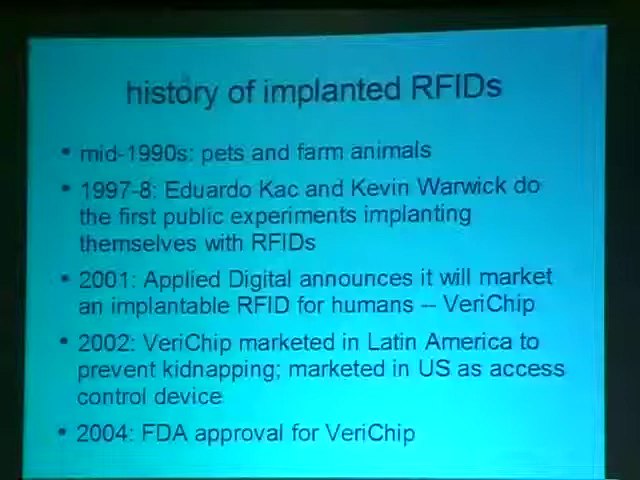 history of implanted RFIDs
• mid-1990s: pets and farm animals
• 1997-8: Eduardo Kac and Kevin Warwick do
the first public experiments implanting
themselves with RFIDs
• 2001: Applied Digital announces it will market
an implantable RFID for humans -- VeriChip
• 2002: VeriChip marketed in Latin America to
prevent kidnapping; marketed in US as access
control device
• 2004: FDA approval for VeriChip